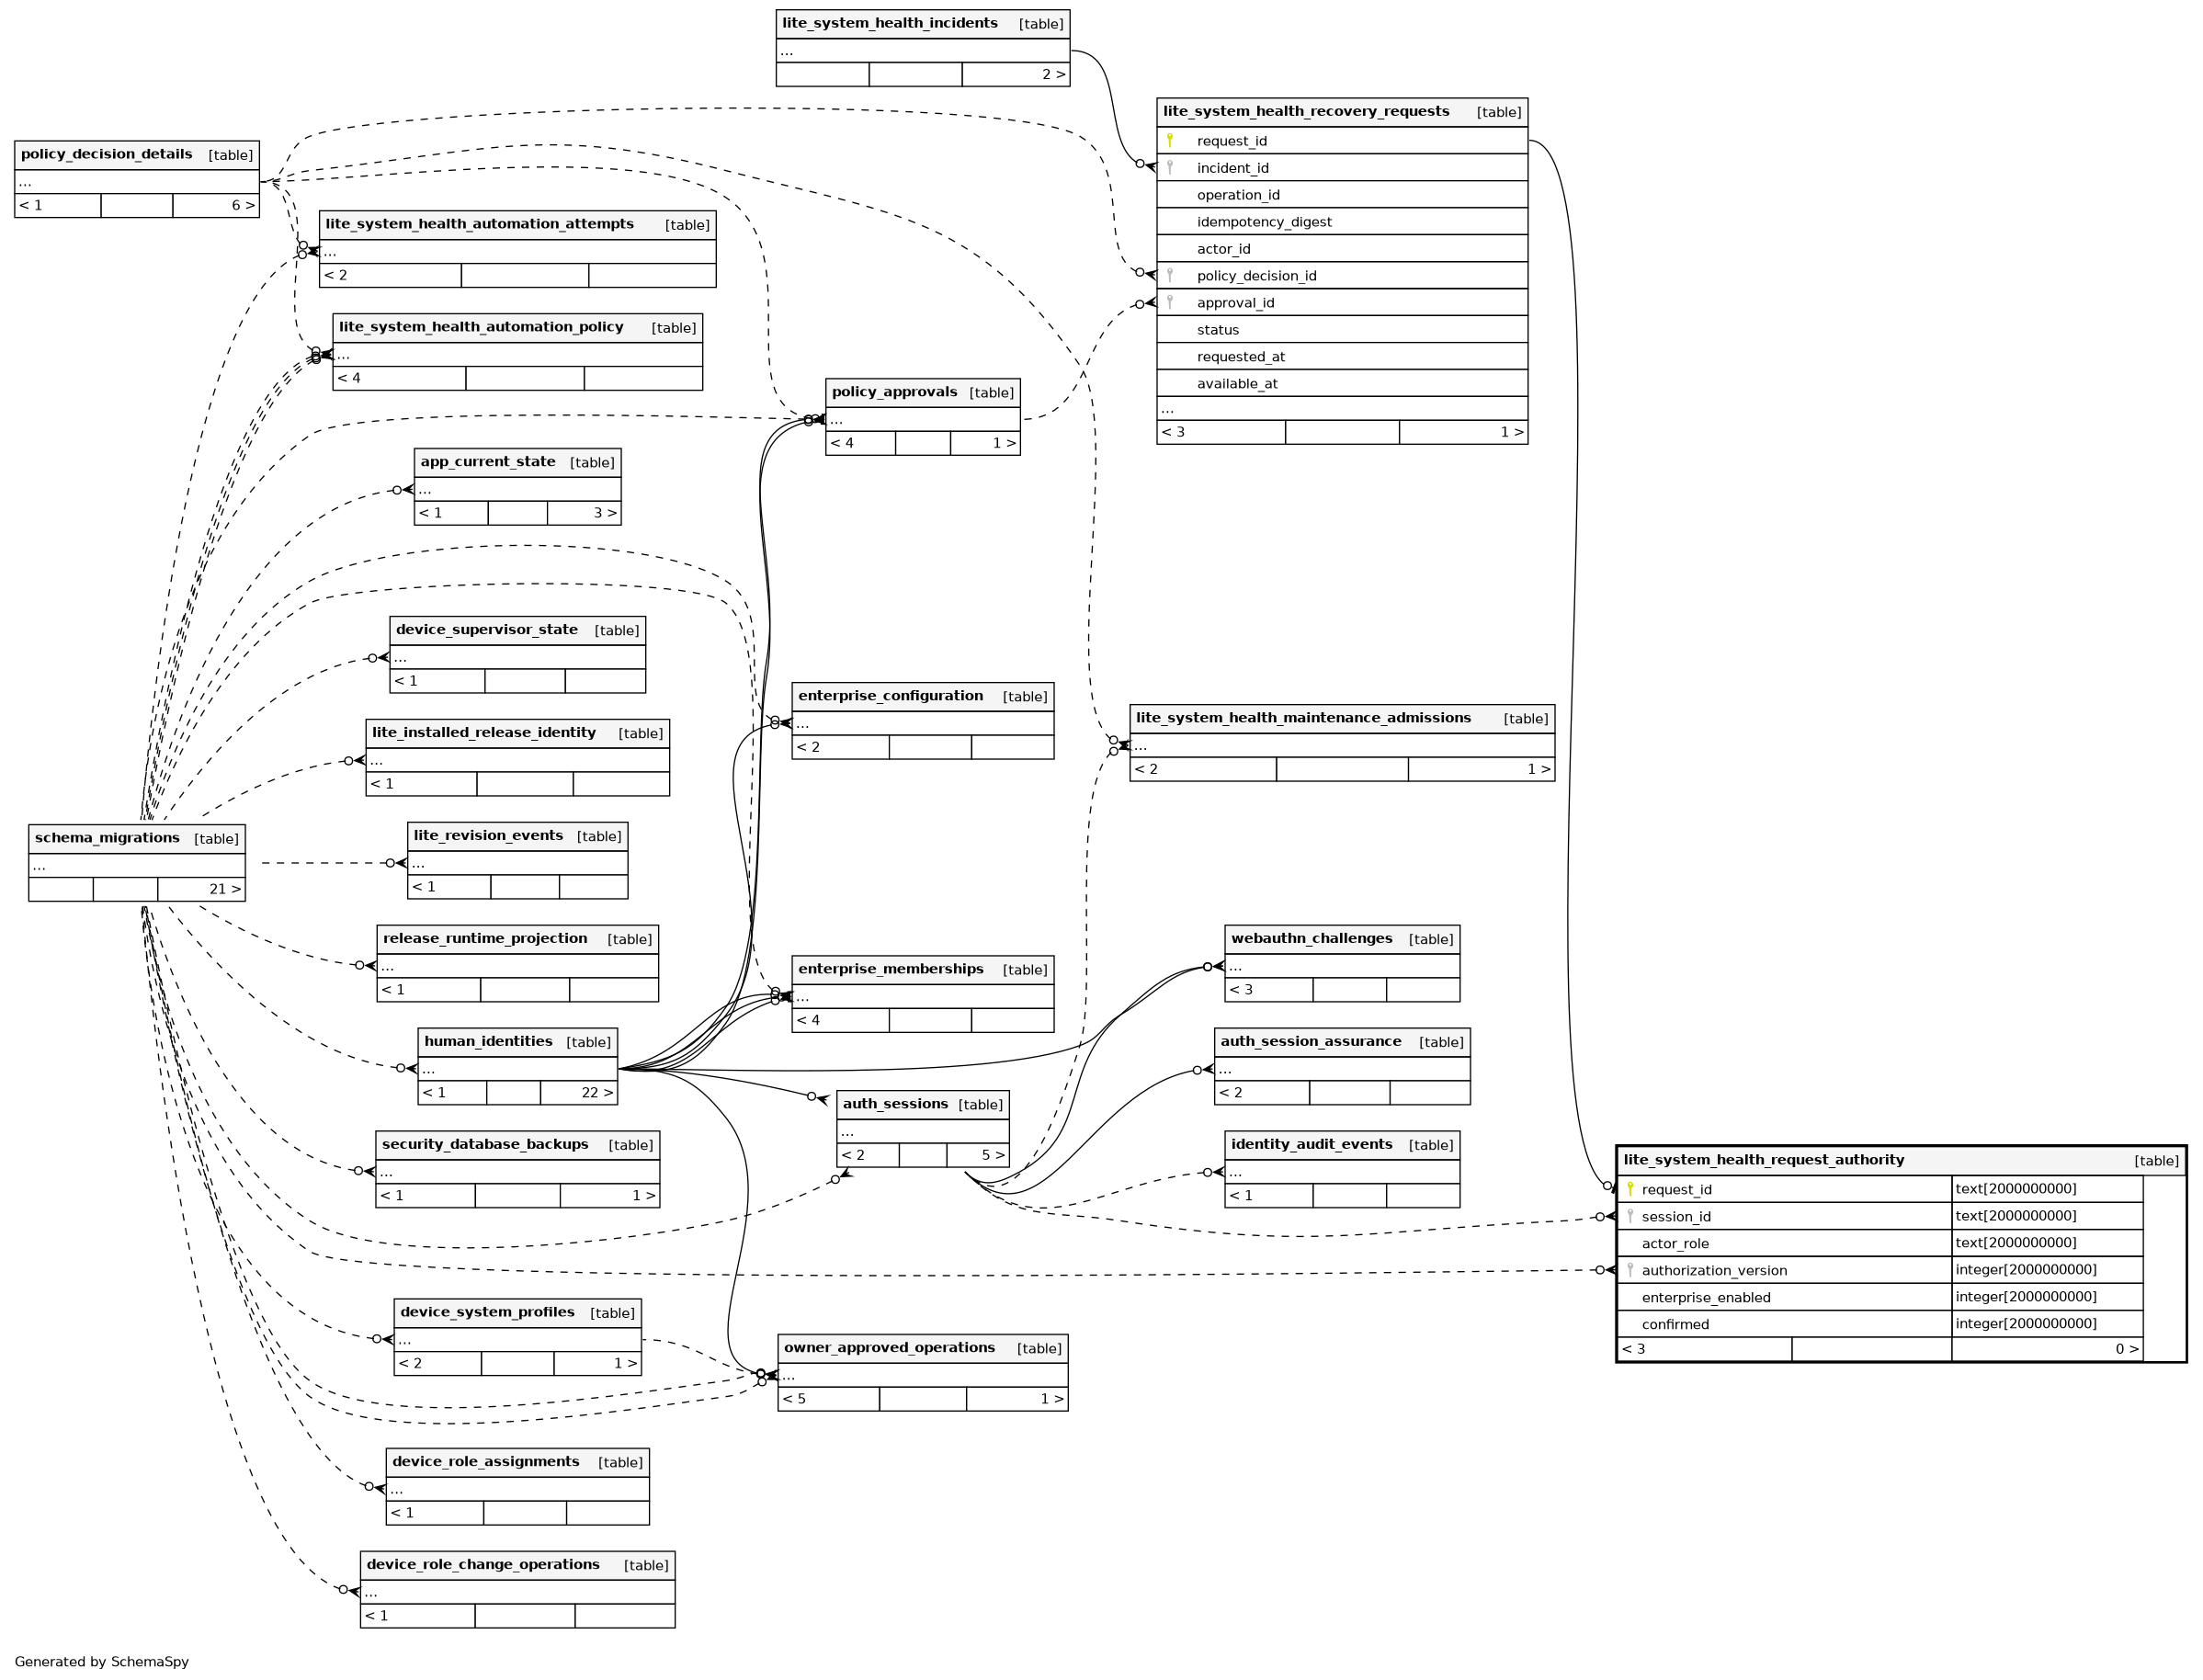 lite_system_health_incidents [table]
...
2 >
lite_system_health_recovery_requests [table]
request_id
incident_id
operation_id
idempotency_digest
actor_id
policy_decision_id
approval_id
status
requested_at
available_at
...
< 3 1 >
policy_decision_details [table]
...
< 1 6 >
lite_system_health_automation_attempts [table]
...
< 2
lite_system_health_automation_policy [table]
...
< 4
policy_approvals [table]
...
< 4 1 >
app_current_state [table]
...
< 1 3 >
device_supervisor_state [table]
...
< 1
enterprise_configuration [table]
...
< 2
lite_system_health_maintenance_admissions [table]
...
< 2 1 >
lite_installed_release_identity [table]
...
< 1
schema_migrations [table]
...
21 >
lite_revision_events [table]
...
< 1
release_runtime_projection [table]
...
< 1
enterprise_memberships [table]
...
< 4
webauthn_challenges [table]
...
< 3
human_identities [table]
...
< 1 22 >
auth_session_assurance [table]
...
< 2
auth_sessions [table]
...
< 2 5 >
security_database_backups [table]
...
< 1 1 >
identity_audit_events [table]
...
< 1
lite_system_health_request_authority [table]
request_id text[2000000000]
session_id text[2000000000]
actor_role text[2000000000]
authorization_version integer[2000000000]
enterprise_enabled integer[2000000000]
confirmed integer[2000000000]
< 3 0 >
device_system_profiles [table]
...
< 2 1 >
owner_approved_operations [table]
...
< 5 1 >
device_role_assignments [table]
...
< 1
device_role_change_operations [table]
...
< 1
Generated by SchemaSpy